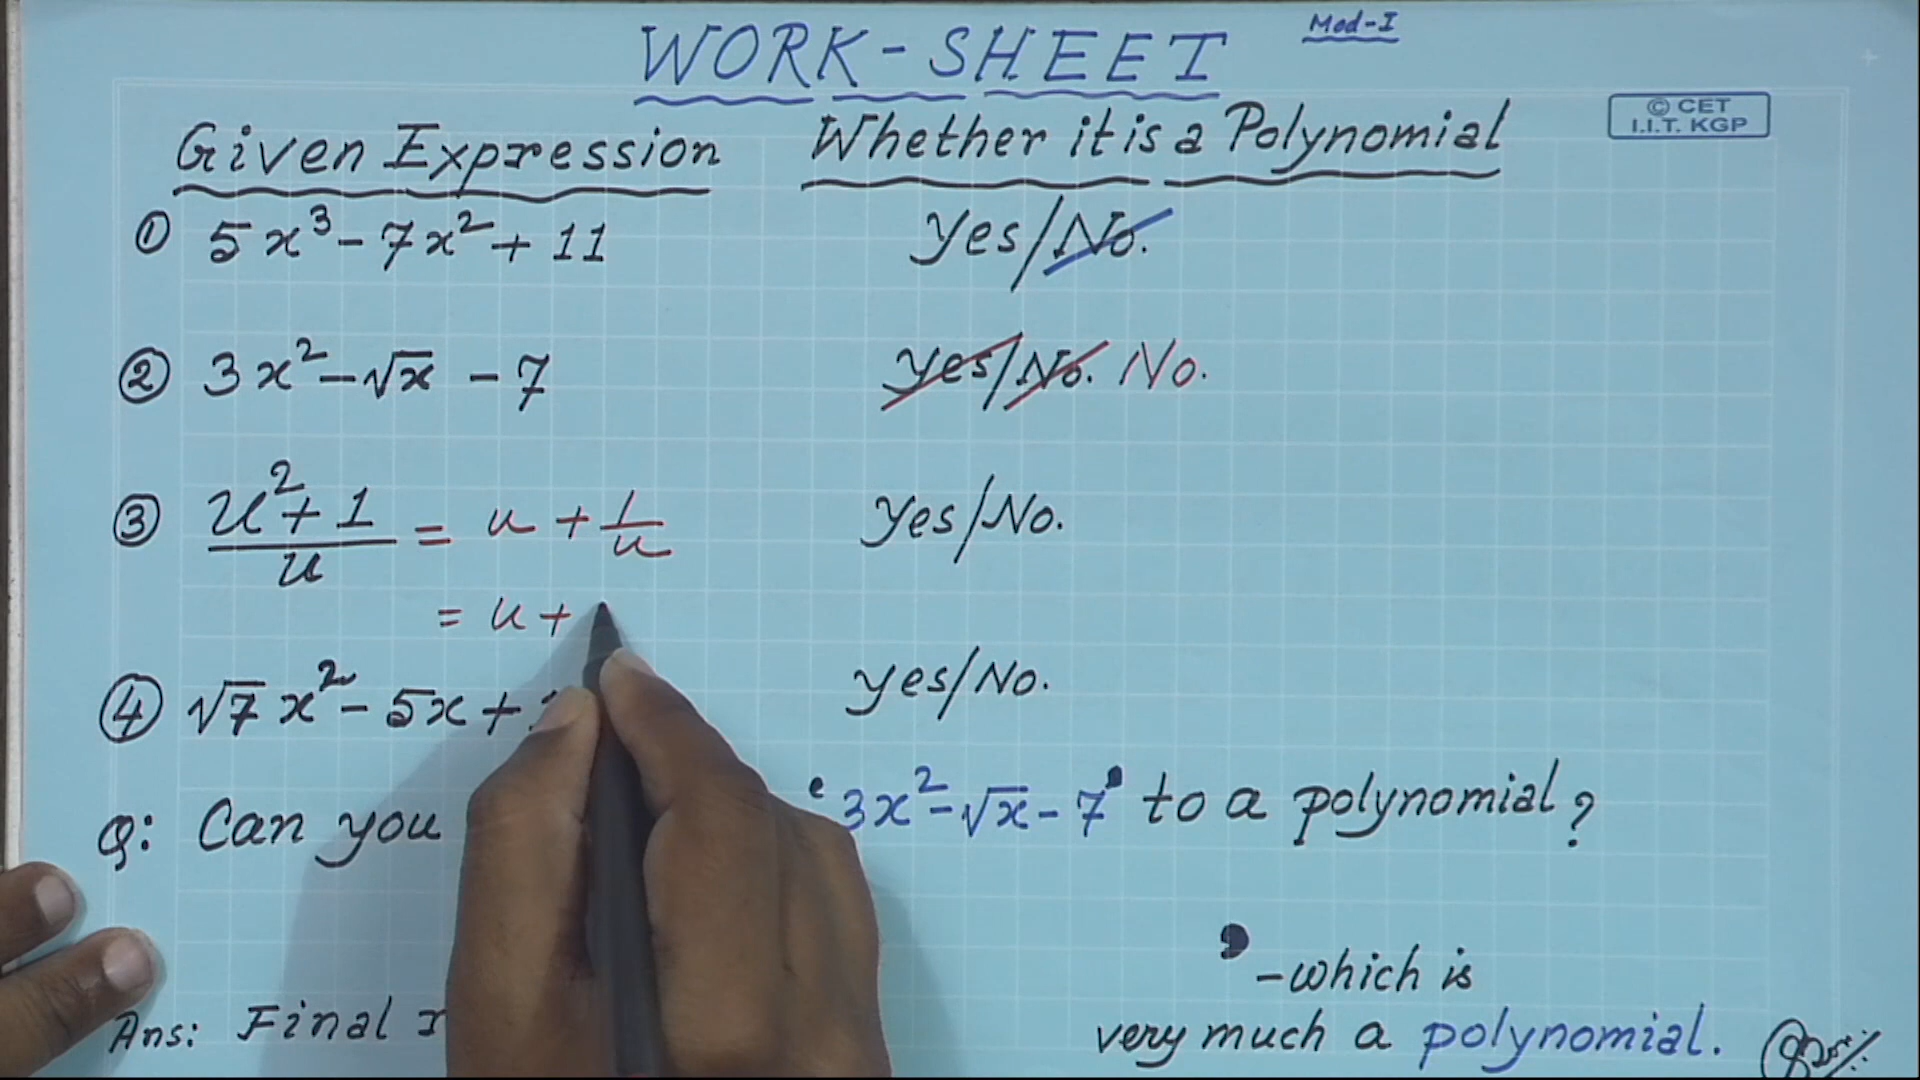 Mod-I
WORK-SHEET
© CET
I.I.T. KGP
Given Expression Whether it is a Polynomial
① 5x³ - 7x² + 11 Yes/No.
② 3x² - √x - 7 Yes/No. No.
③ (u² + 1)/u = u + 1/u Yes/No.
= u +
④ √7 x² - 5x + Yes/No.
Q: Can you 3x² - √x - 7 to a polynomial?
- which is
Ans: Final very much a polynomial.